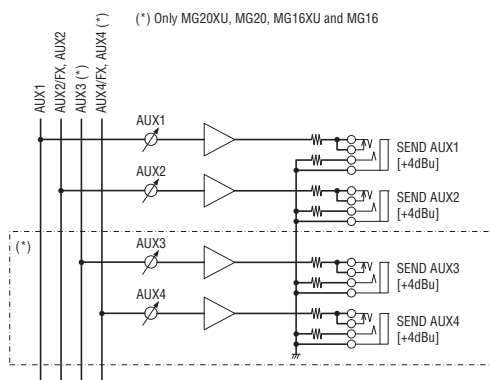 (*) Only MG20XU, MG20, MG16XU and MG16
AUX1
AUX2/FX, AUX2
AUX3 (*)
AUX4/FX, AUX4 (*)
AUX1
SEND AUX1
[+4dBu]
AUX2
SEND AUX2
[+4dBu]
(*)
AUX3
SEND AUX3
[+4dBu]
AUX4
SEND AUX4
[+4dBu]